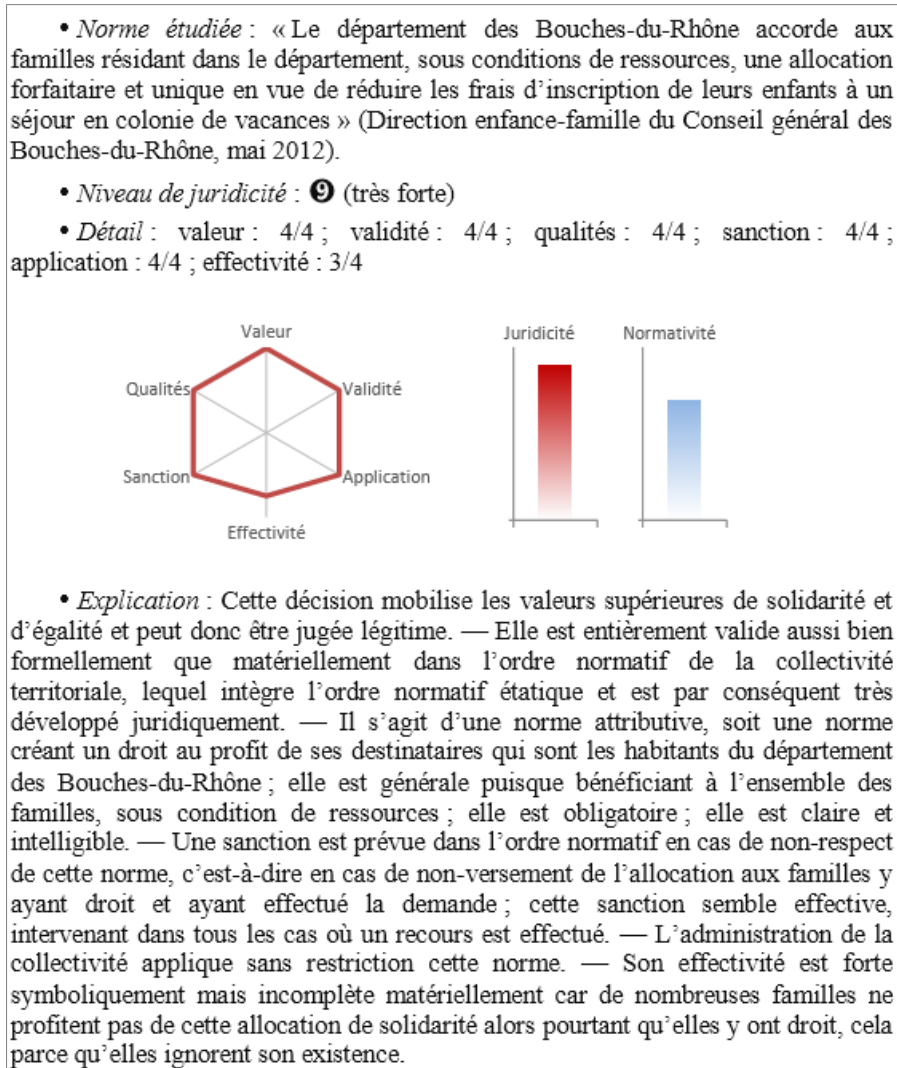 • Norme étudiée : « Le département des Bouches-du-Rhône accorde aux
familles résidant dans le département, sous conditions de ressources, une allocation
forfaitaire et unique en vue de réduire les frais d’inscription de leurs enfants à un
séjour en colonie de vacances » (Direction enfance-famille du Conseil général des
Bouches-du-Rhône, mai 2012).
• Niveau de juridicité : ❾ (très forte)
• Détail : valeur : 4/4 ; validité : 4/4 ; qualités : 4/4 ; sanction : 4/4 ;
application : 4/4 ; effectivité : 3/4
Valeur
Qualités
Validité
Sanction
Application
Effectivité
Juridicité
Normativité
• Explication : Cette décision mobilise les valeurs supérieures de solidarité et
d’égalité et peut donc être jugée légitime. — Elle est entièrement valide aussi bien
formellement que matériellement dans l’ordre normatif de la collectivité
territoriale, lequel intègre l’ordre normatif étatique et est par conséquent très
développé juridiquement. — Il s’agit d’une norme attributive, soit une norme
créant un droit au profit de ses destinataires qui sont les habitants du département
des Bouches-du-Rhône ; elle est générale puisque bénéficiant à l’ensemble des
familles, sous condition de ressources ; elle est obligatoire ; elle est claire et
intelligible. — Une sanction est prévue dans l’ordre normatif en cas de non-respect
de cette norme, c’est-à-dire en cas de non-versement de l’allocation aux familles y
ayant droit et ayant effectué la demande ; cette sanction semble effective,
intervenant dans tous les cas où un recours est effectué. — L’administration de la
collectivité applique sans restriction cette norme. — Son effectivité est forte
symboliquement mais incomplète matériellement car de nombreuses familles ne
profitent pas de cette allocation de solidarité alors pourtant qu’elles y ont droit, cela
parce qu’elles ignorent son existence.